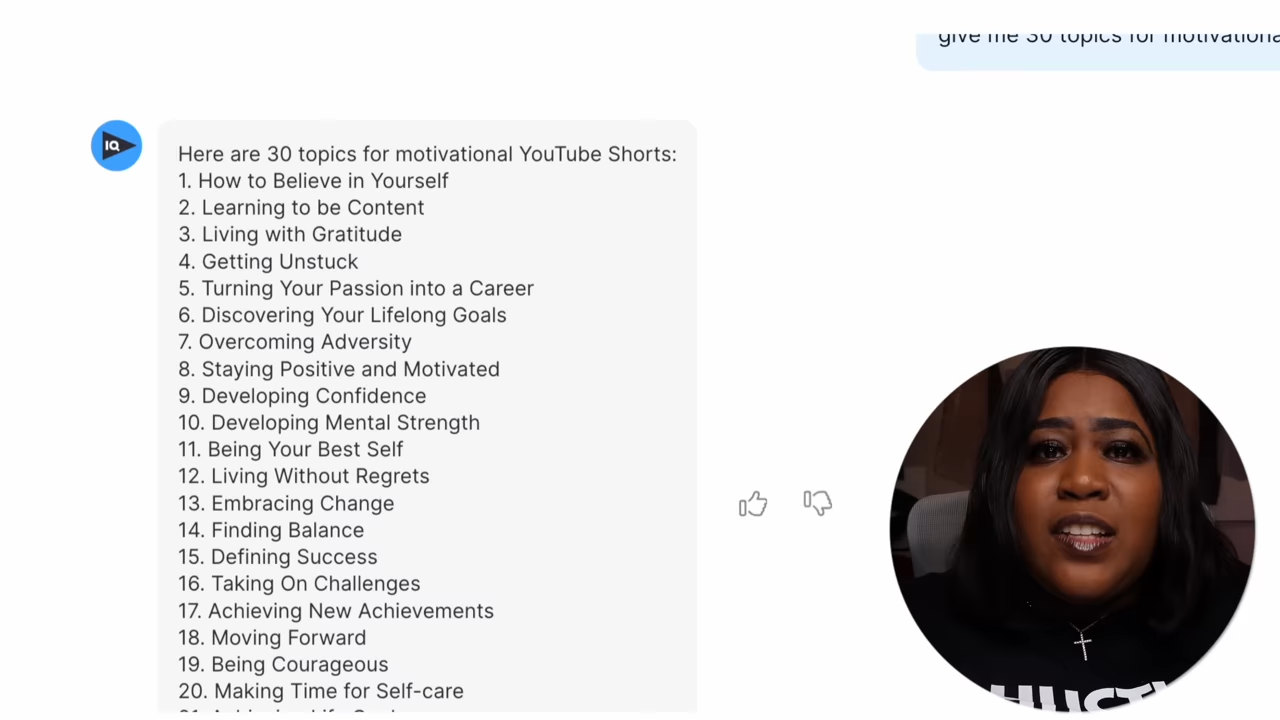 give me 30 topics for motivational
IQ
Here are 30 topics for motivational YouTube Shorts:
1. How to Believe in Yourself
2. Learning to be Content
3. Living with Gratitude
4. Getting Unstuck
5. Turning Your Passion into a Career
6. Discovering Your Lifelong Goals
7. Overcoming Adversity
8. Staying Positive and Motivated
9. Developing Confidence
10. Developing Mental Strength
11. Being Your Best Self
12. Living Without Regrets
13. Embracing Change
14. Finding Balance
15. Defining Success
16. Taking On Challenges
17. Achieving New Achievements
18. Moving Forward
19. Being Courageous
20. Making Time for Self-care